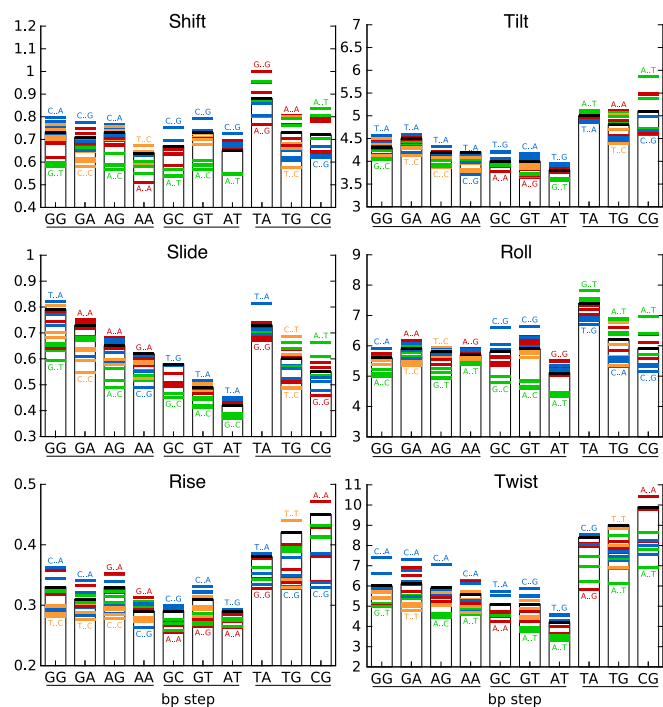 Shift
1.2
1.1
1
0.9
0.8
0.7
0.6
0.5
0.4
C..A C..G C..A T..C C..G C..A C..G G..G A..A A..T
G..T C..C A..C A..A A..T A..C A..T A..G T..C C..G
GG GA AG AA GC GT AT TA TG CG
Tilt
7
6.5
6
5.5
5
4.5
4
3.5
3
C..A C..G C..A C..A C..G C..G C..A G..T A..A A..T
G..C T..C C..C C..G A..A A..G A..T T..A T..C C..G
GG GA AG AA GC GT AT TA TG CG
Slide
1
0.9
0.8
0.7
0.6
0.5
0.4
0.3
T..A A..A A..A G..A T..G C..A C..A T..A C..T A..T
G..T C..C A..C C..G G..C A..C G..C G..G T..C A..G
GG GA AG AA GC GT AT TA TG CG
Roll
9
8
7
6
5
4
3
C..A A..A T..C A..G C..G C..G G..G G..T A..T A..T
A..C T..C G..T A..T G..C A..C A..T T..G C..A C..G
GG GA AG AA GC GT AT TA TG CG
Rise
0.5
0.4
0.3
0.2
C..A C..A G..A G..A C..G C..A C..G T..A T..T A..A
T..C T..C C..C C..G A..A A..G A..A G..G C..A C..G
GG GA AG AA GC GT AT TA TG CG
bp step
Twist
11
10
9
8
7
6
5
4
3
2
C..A C..G C..A C..A T..A C..A C..G C..G T..T A..A
G..T T..T A..C A..T A..A A..C A..T A..G A..T A..T
GG GA AG AA GC GT AT TA TG CG
bp step